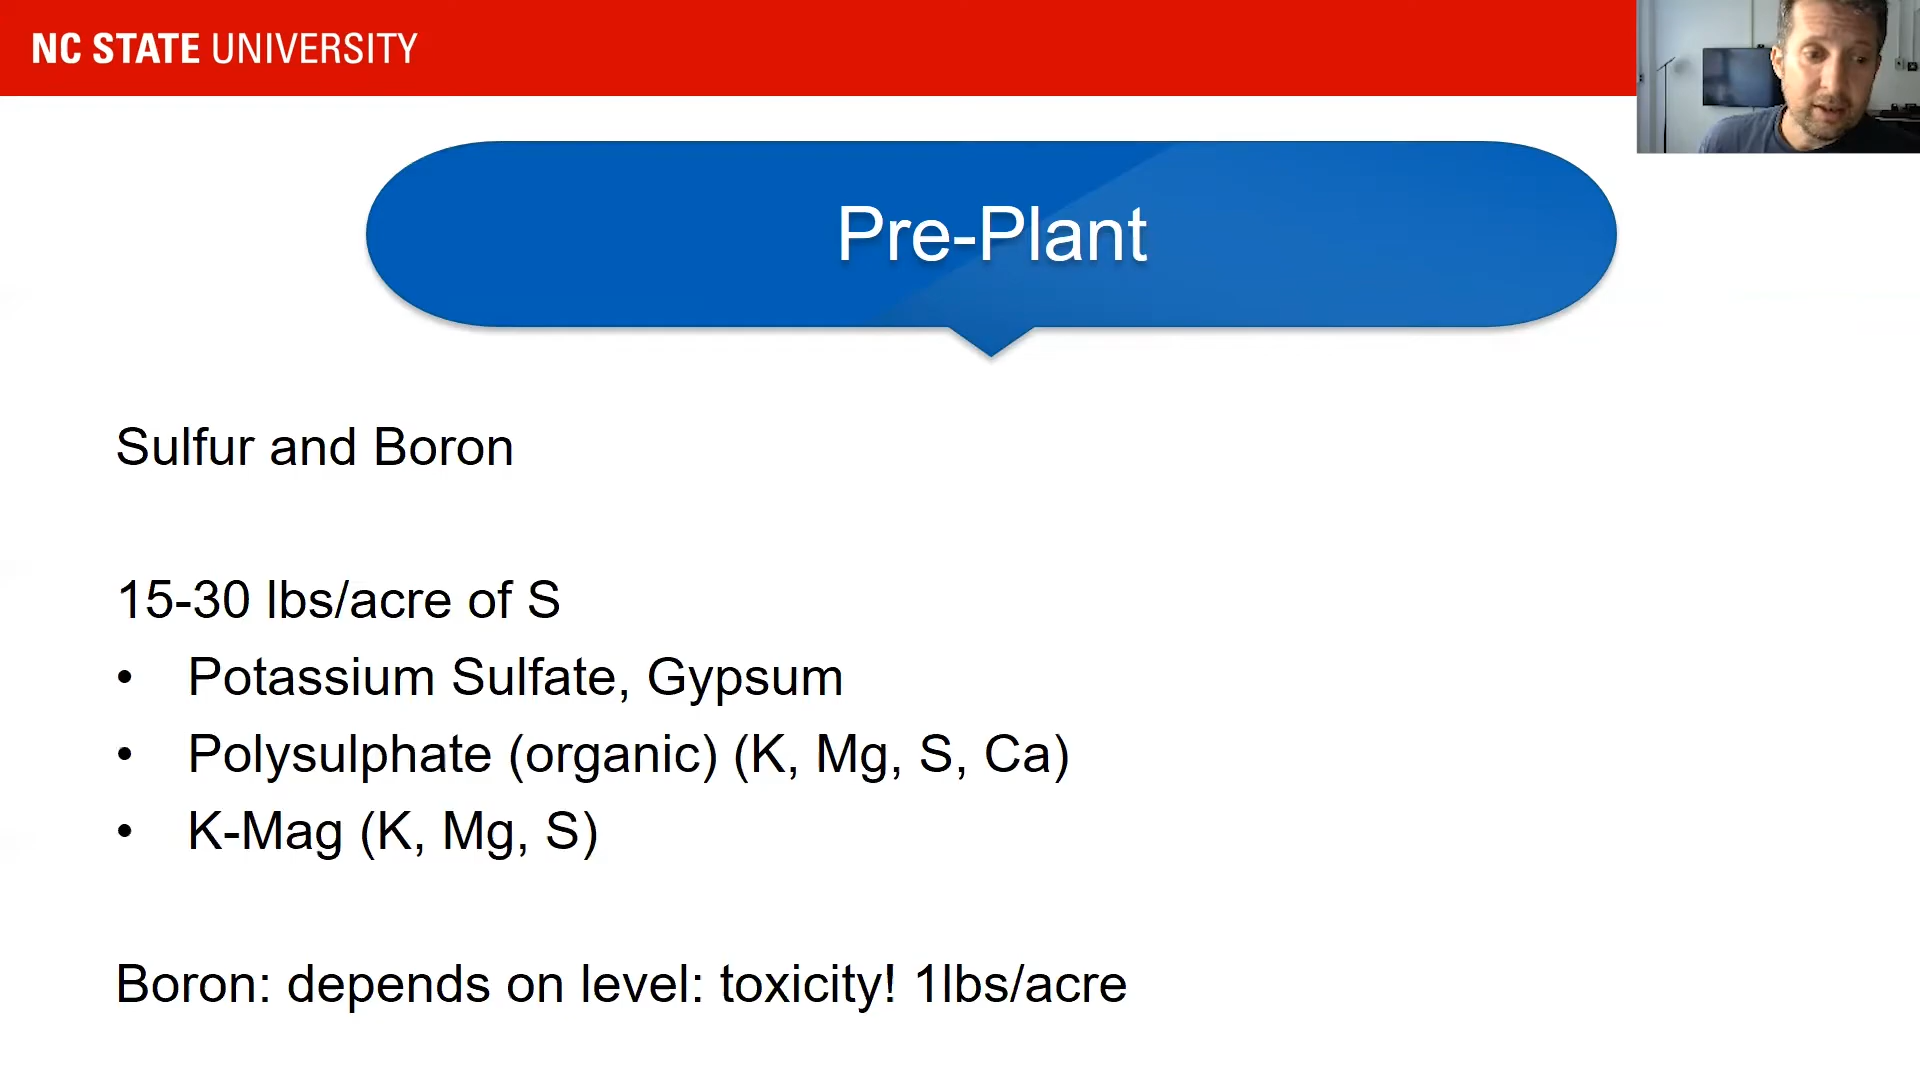 NC STATE UNIVERSITY
Pre-Plant
Sulfur and Boron
15-30 lbs/acre of S
• Potassium Sulfate, Gypsum
• Polysulphate (organic) (K, Mg, S, Ca)
• K-Mag (K, Mg, S)
Boron: depends on level: toxicity! 1lbs/acre